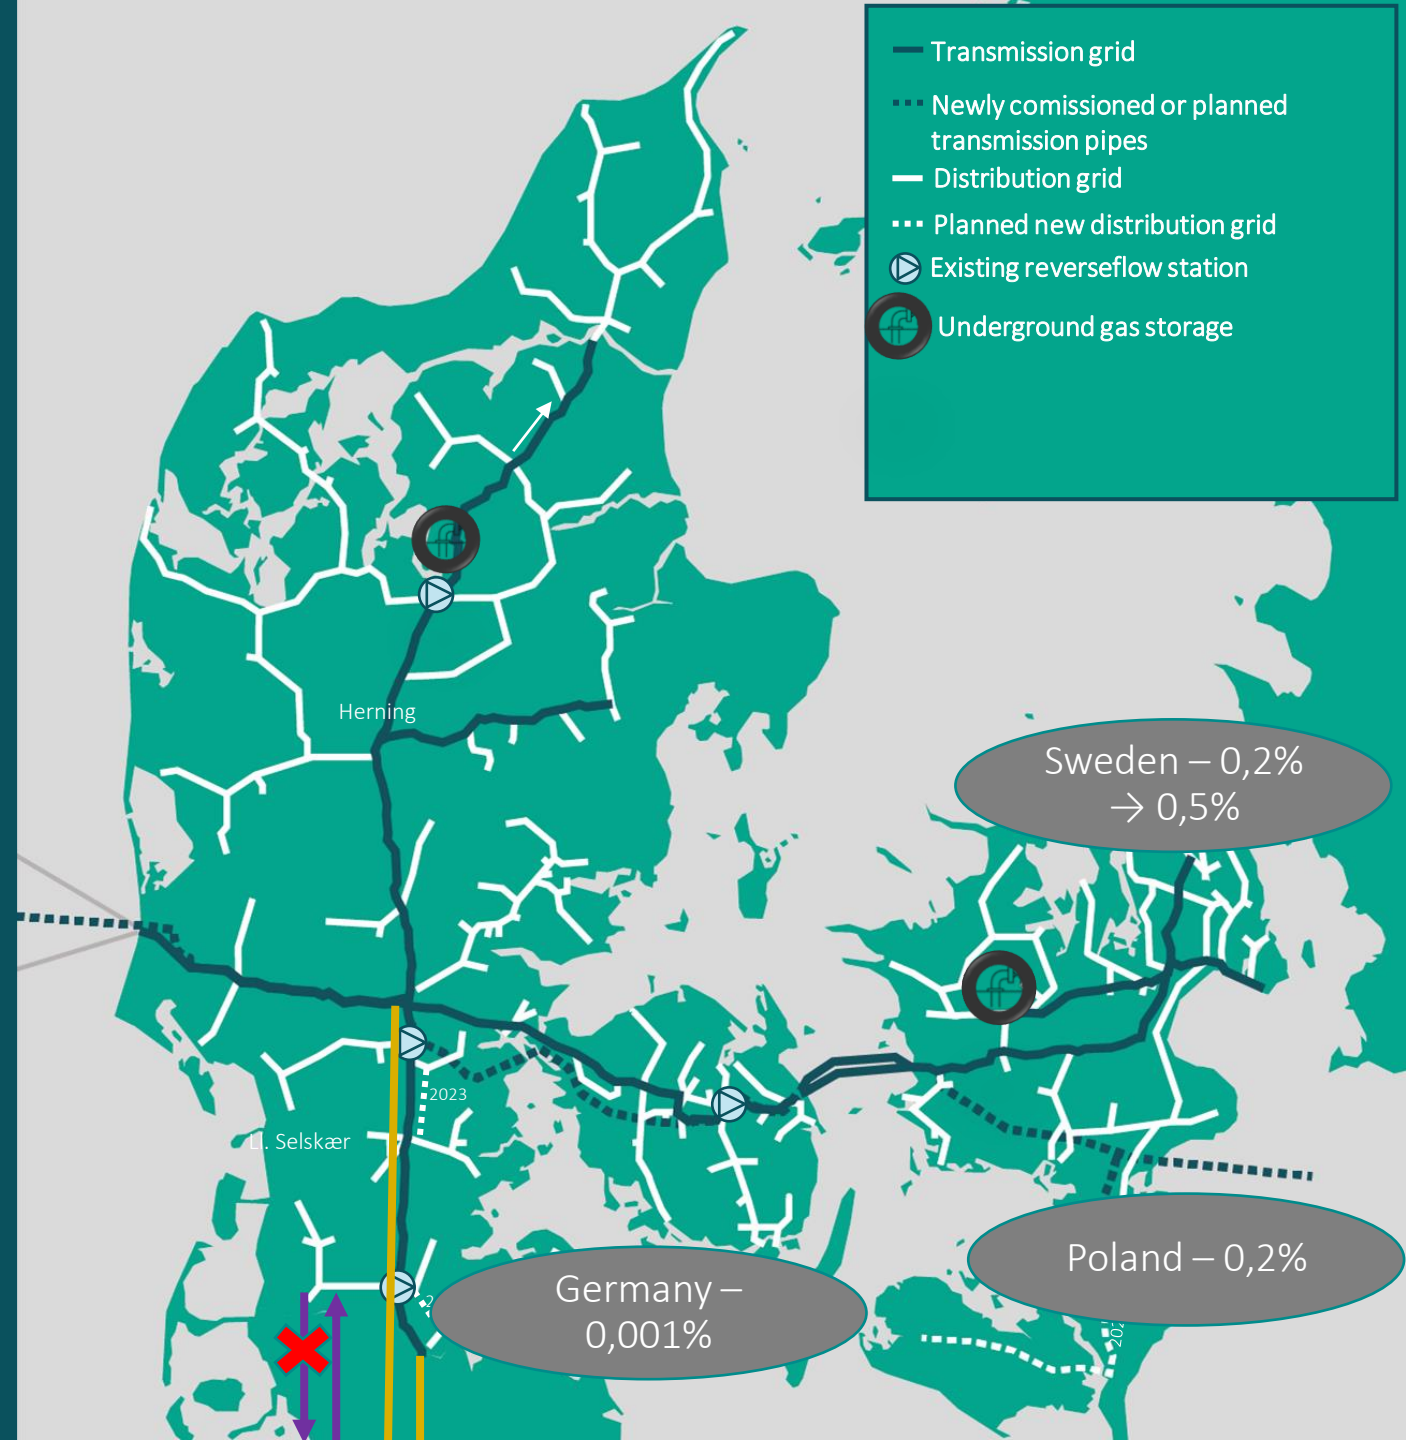 Transmission grid
Newly comissioned or planned
transmission pipes
Distribution grid
Planned new distribution grid
Existing reverseflow station
Underground gas storage
Herning
Sweden – 0,2%
→ 0,5%
2023
Ll. Selskær
Poland – 0,2%
Germany –
0,001%